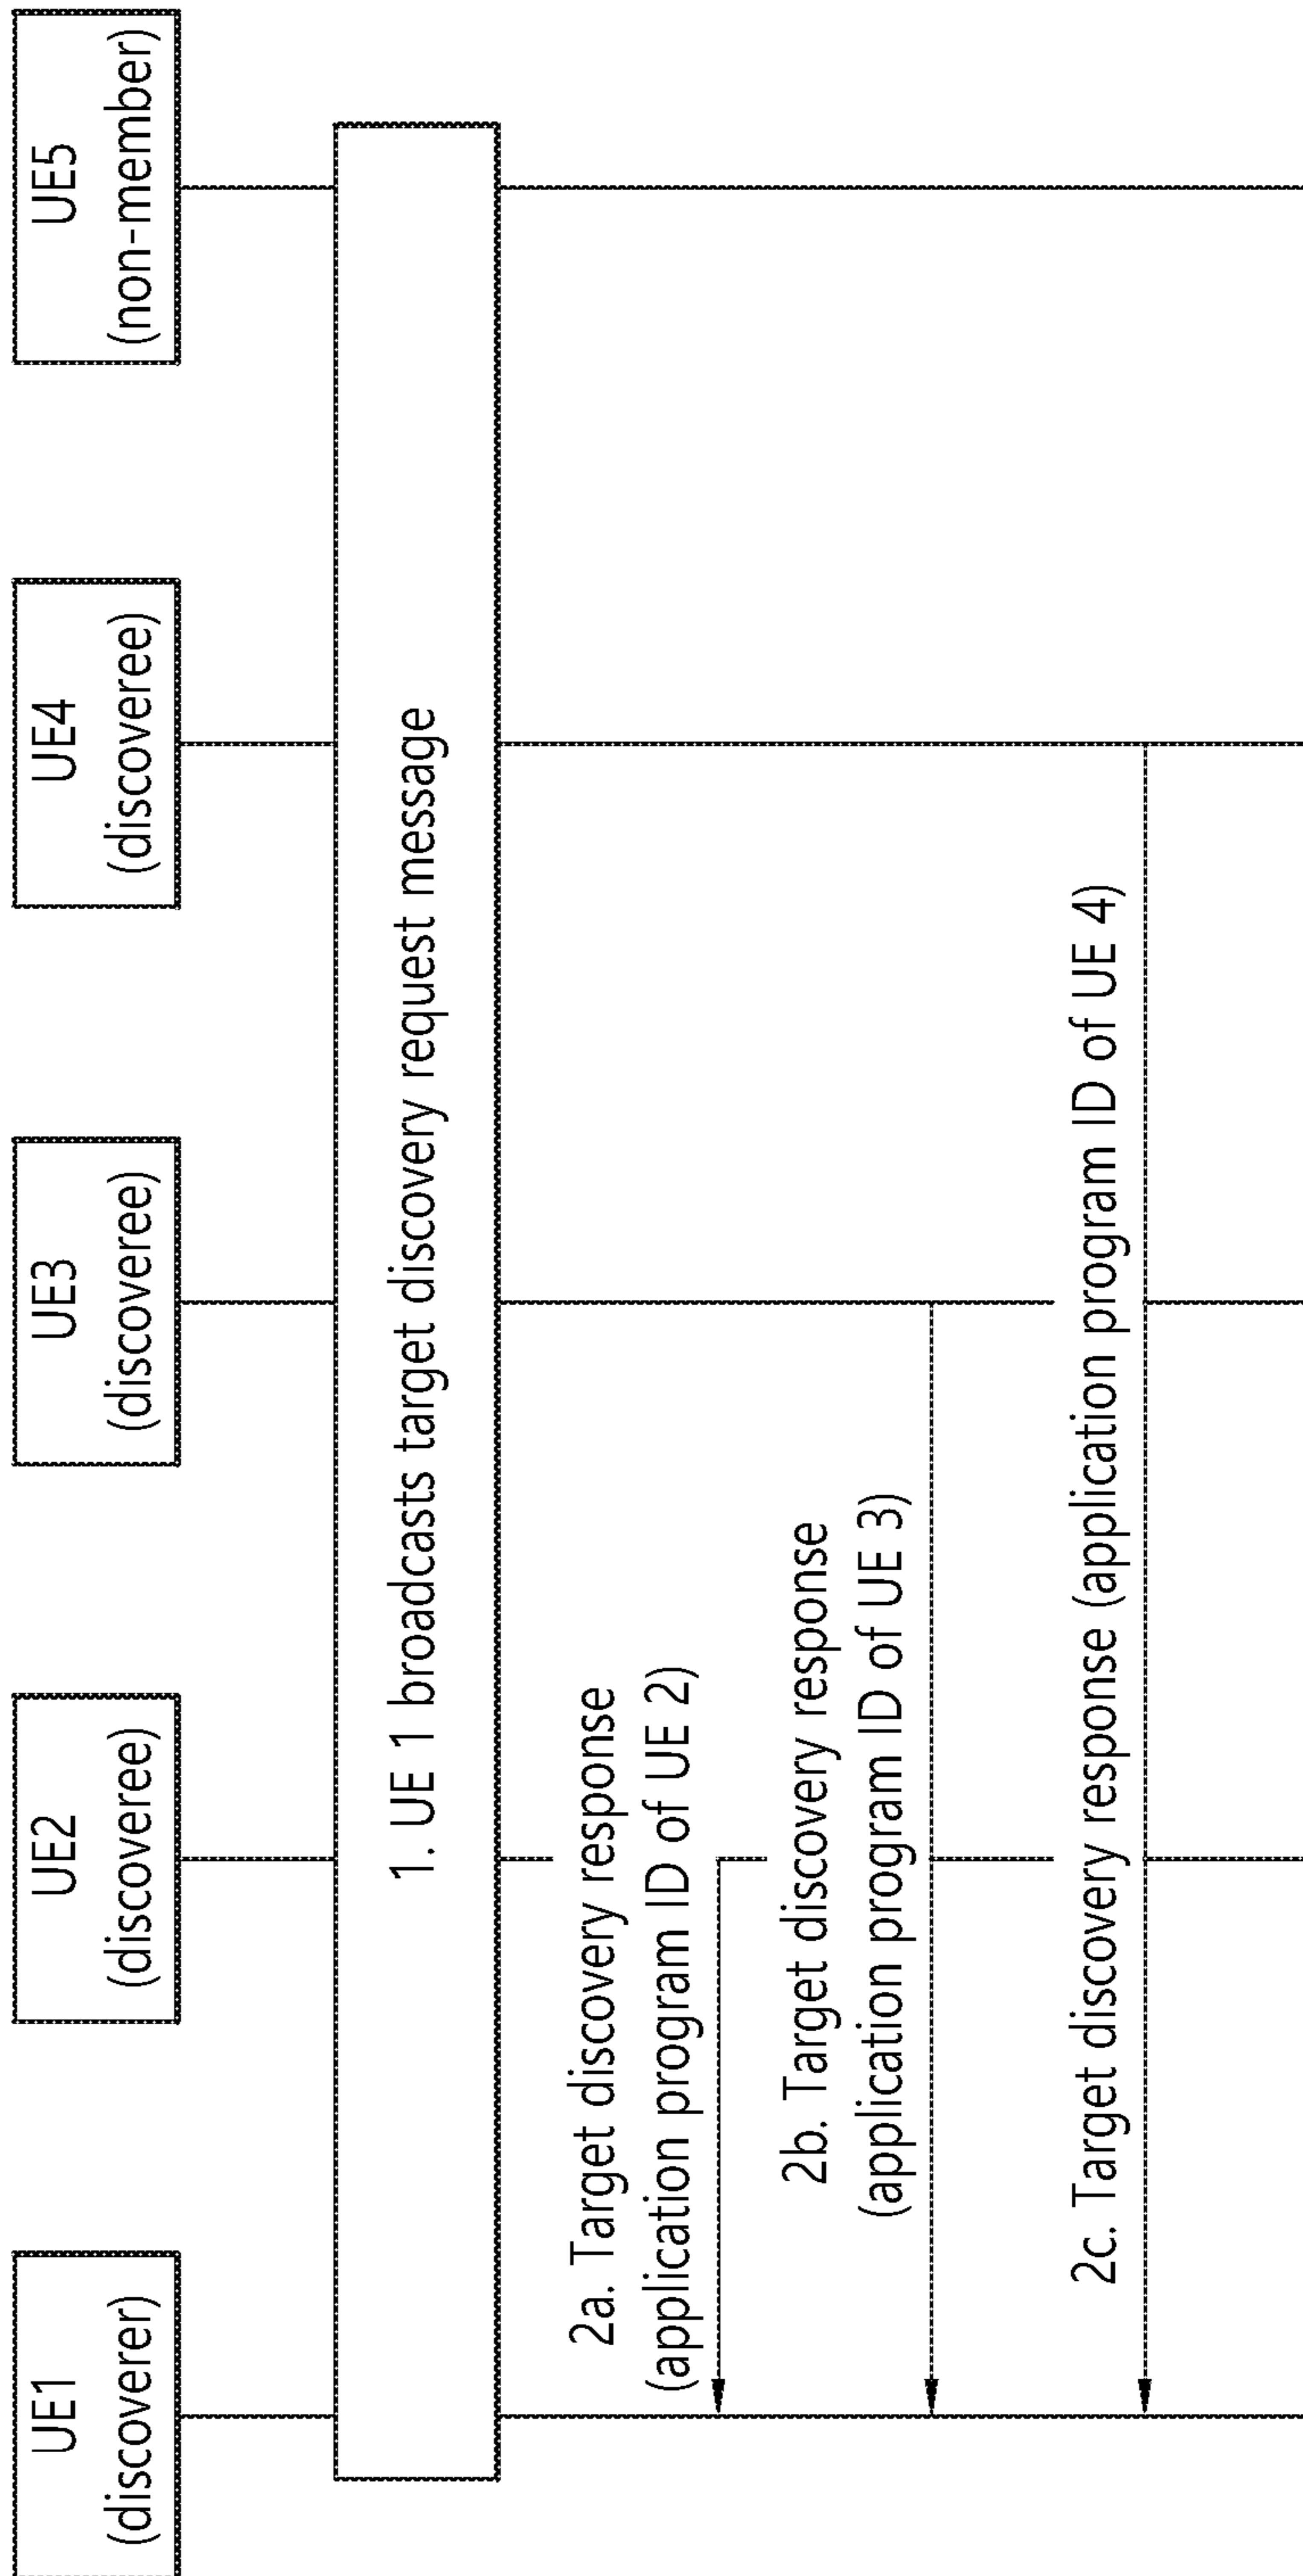 UE1
(discoverer)
UE2
(discoveree)
UE3
(discoveree)
UE4
(discoveree)
UE5
(non-member)
1. UE 1 broadcasts target discovery request message
2a. Target discovery response
(application program ID of UE 2)
2b. Target discovery response
(application program ID of UE 3)
2c. Target discovery response (application program ID of UE 4)